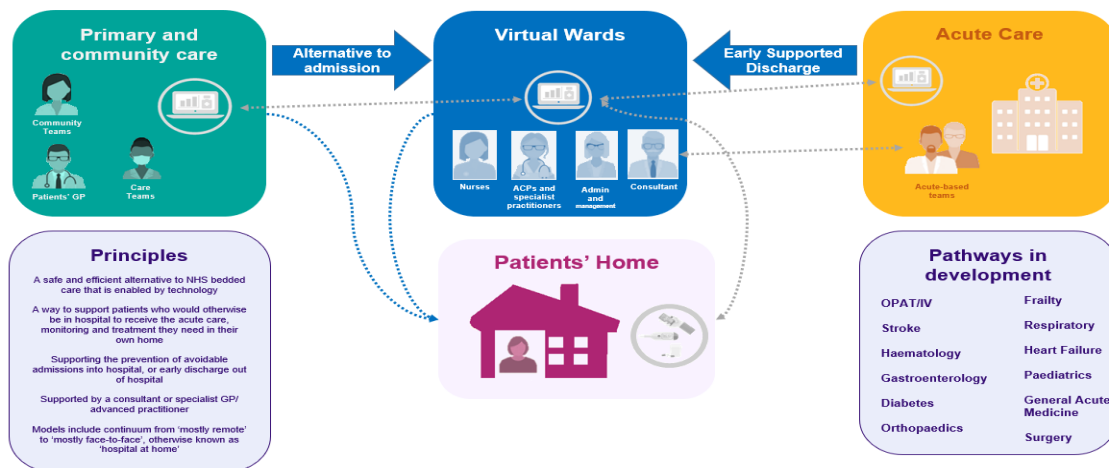 Primary and
community care
Community
Teams
Patients' GP
Care
Teams
Alternative to
admission
Virtual Wards
Nurses
ACPs and
specialist
practitioners
Admin
and
management
Consultant
Early Supported
Discharge
Acute Care
Acute-based
teams
Principles
A safe and efficient alternative to NHS bedded
care that is enabled by technology
A way to support patients who would otherwise
be in hospital to receive the acute care,
monitoring and treatment they need in their
own home
Supporting the prevention of avoidable
admissions into hospital, or early discharge out
of hospital
Supported by a consultant or specialist GP/
advanced practitioner
Models include continuum from 'mostly remote'
to 'mostly face-to-face', otherwise known as
'hospital at home'
Patients' Home
Pathways in
development
OPAT/IV
Stroke
Haematology
Gastroenterology
Diabetes
Orthopaedics
Frailty
Respiratory
Heart Failure
Paediatrics
General Acute
Medicine
Surgery